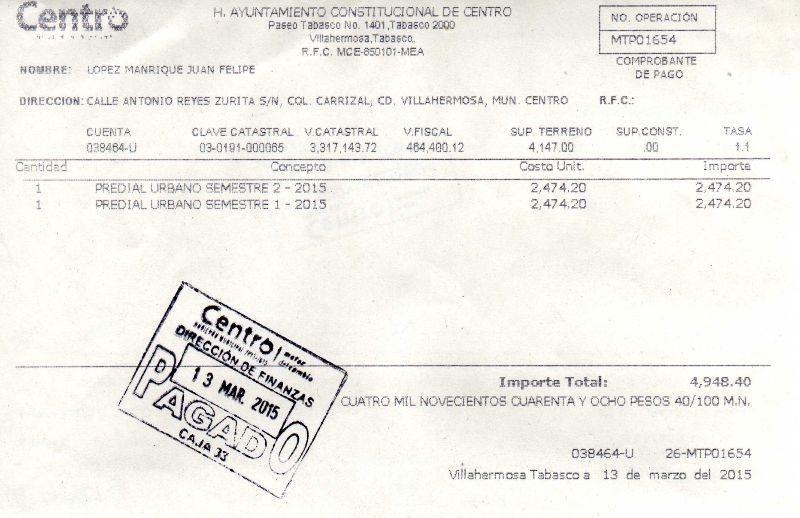 Centro
H. AYUNTAMIENTO CONSTITUCIONAL DE CENTRO
Paseo Tabasco No. 1401,Tabasco 2000
Villahermosa,Tabasco.
R.F.C. MCE-850101-MEA
NO. OPERACIÓN
MTP01654
COMPROBANTE
DE PAGO
NOMBRE: LOPEZ MANRIQUE JUAN FELIPE
DIRECCION: CALLE ANTONIO REYES ZURITA S/N, COL. CARRIZAL, CD. VILLAHERMOSA, MUN. CENTRO R.F.C.:
CUENTA CLAVE CATASTRAL V.CATASTRAL V.FISCAL SUP. TERRENO SUP.CONST. TASA
038464-U 03-0191-000065 3,317,143.72 464,400.12 4,147.00 .00 1.1
Cantidad Concepto Costo Unit. Importe
1 PREDIAL URBANO SEMESTRE 2 - 2015 2,474.20 2,474.20
1 PREDIAL URBANO SEMESTRE 1 - 2015 2,474.20 2,474.20
Centro motor
del cambio
DIRECCIÓN DE FINANZAS
13 MAR. 2015
PAGADO
CAJA 33
Importe Total: 4,948.40
CUATRO MIL NOVECIENTOS CUARENTA Y OCHO PESOS 40/100 M.N.
038464-U 26-MTP01654
Villahermosa Tabasco a 13 de marzo del 2015